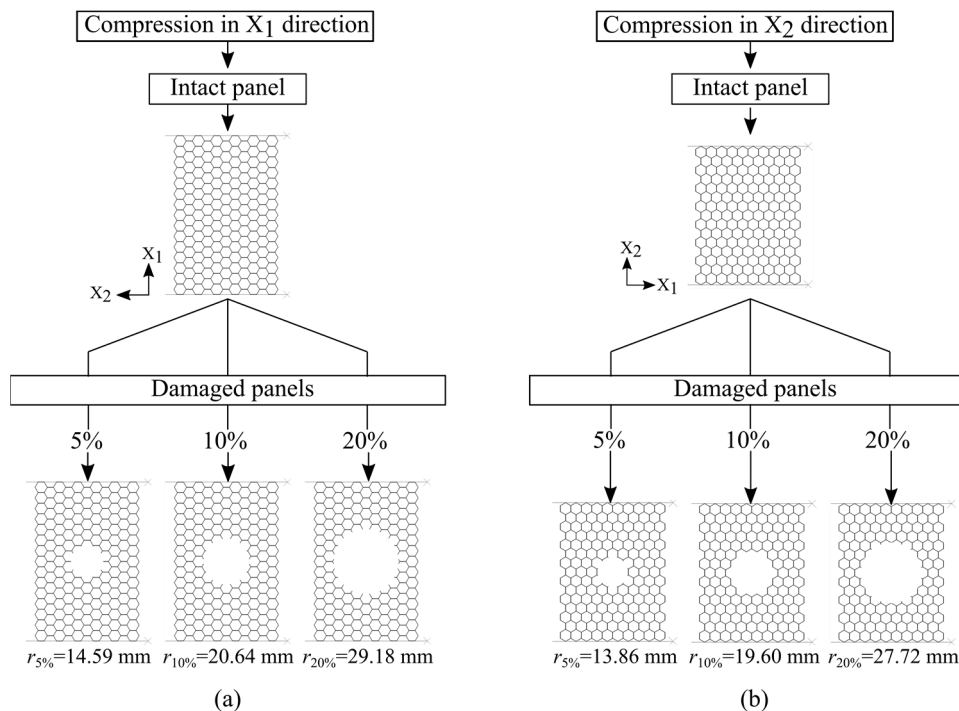 Compression in X1 direction
Intact panel
X1
X2
Damaged panels
5%
10%
20%
r5%=14.59 mm
r10%=20.64 mm
r20%=29.18 mm
(a)
Compression in X2 direction
Intact panel
X2
X1
Damaged panels
5%
10%
20%
r5%=13.86 mm
r10%=19.60 mm
r20%=27.72 mm
(b)